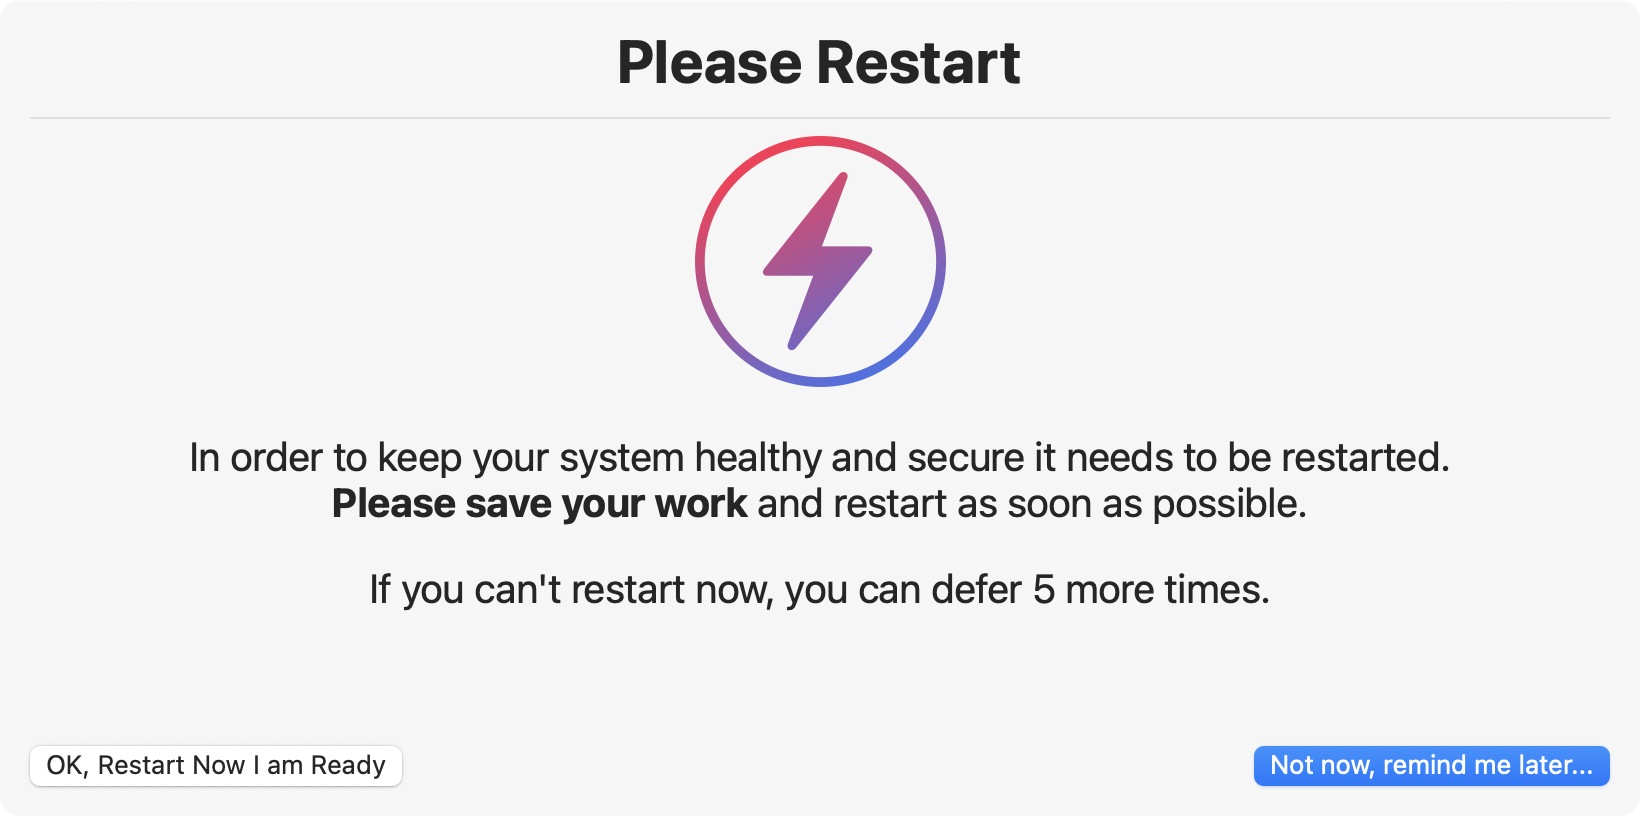 Please Restart
In order to keep your system healthy and secure it needs to be restarted.
Please save your work and restart as soon as possible.
If you can't restart now, you can defer 5 more times.
OK, Restart Now I am Ready
Not now, remind me later...